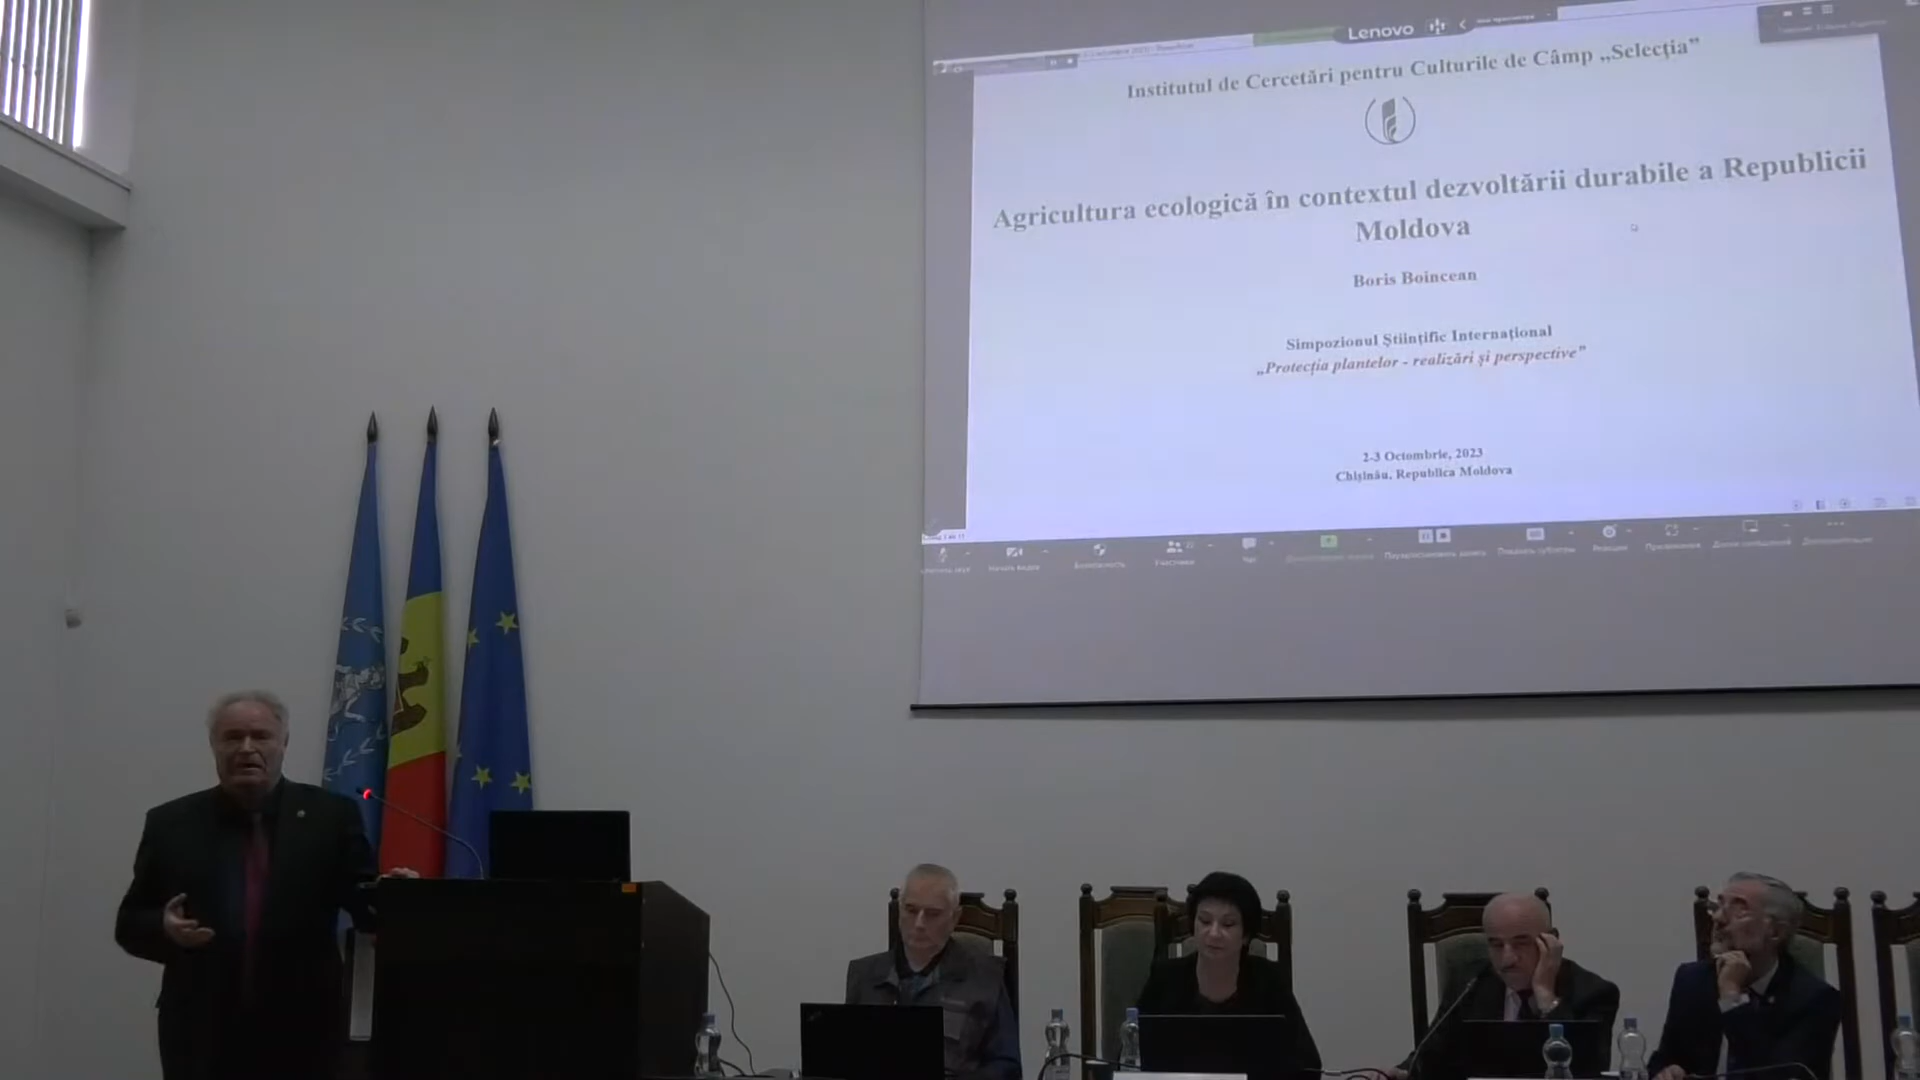 Lenovo
Institutul de Cercetări pentru Culturile de Câmp „Selecția”
Agricultura ecologică în contextul dezvoltării durabile a Republicii
Moldova
Boris Boincean
Simpozionul Științific Internațional
„Protecția plantelor - realizări și perspective”
2-3 Octombrie, 2023
Chișinău, Republica Moldova